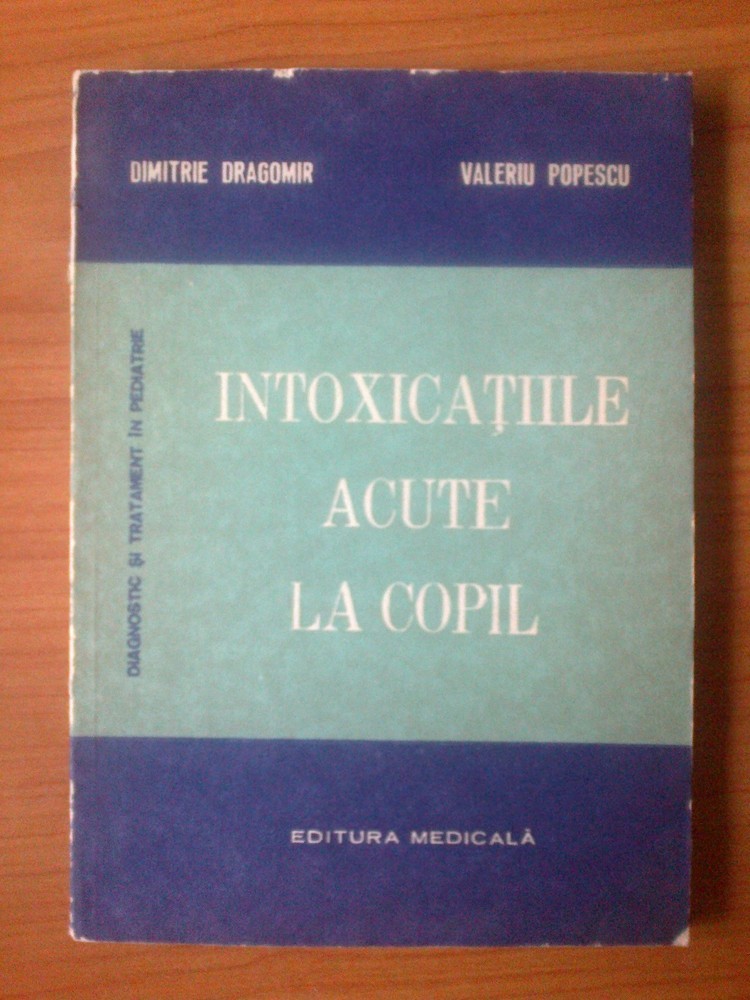 DIMITRIE DRAGOMIR VALERIU POPESCU
DIAGNOSTIC ȘI TRATAMENT ÎN PEDIATRIE
INTOXICAȚIILE
ACUTE
LA COPIL
EDITURA MEDICALĂ